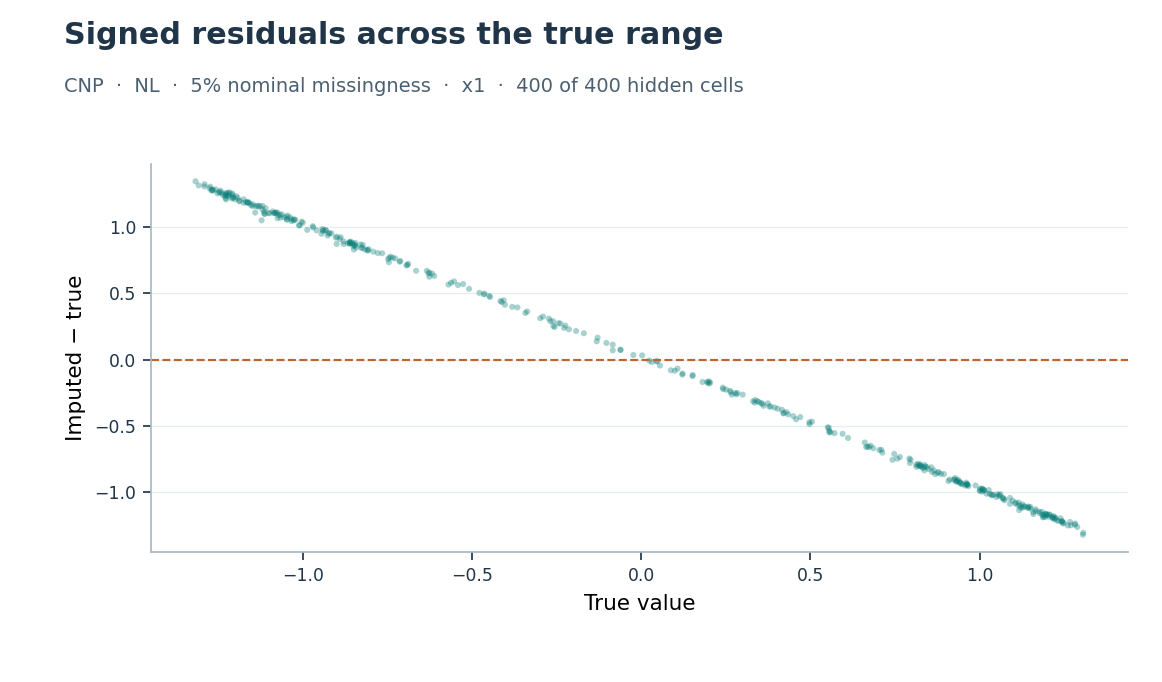 Signed residuals across the true range
CNP · NL · 5% nominal missingness · x1 · 400 of 400 hidden cells
Imputed − true
1.0
0.5
0.0
−0.5
−1.0
−1.0
−0.5
0.0
0.5
1.0
True value